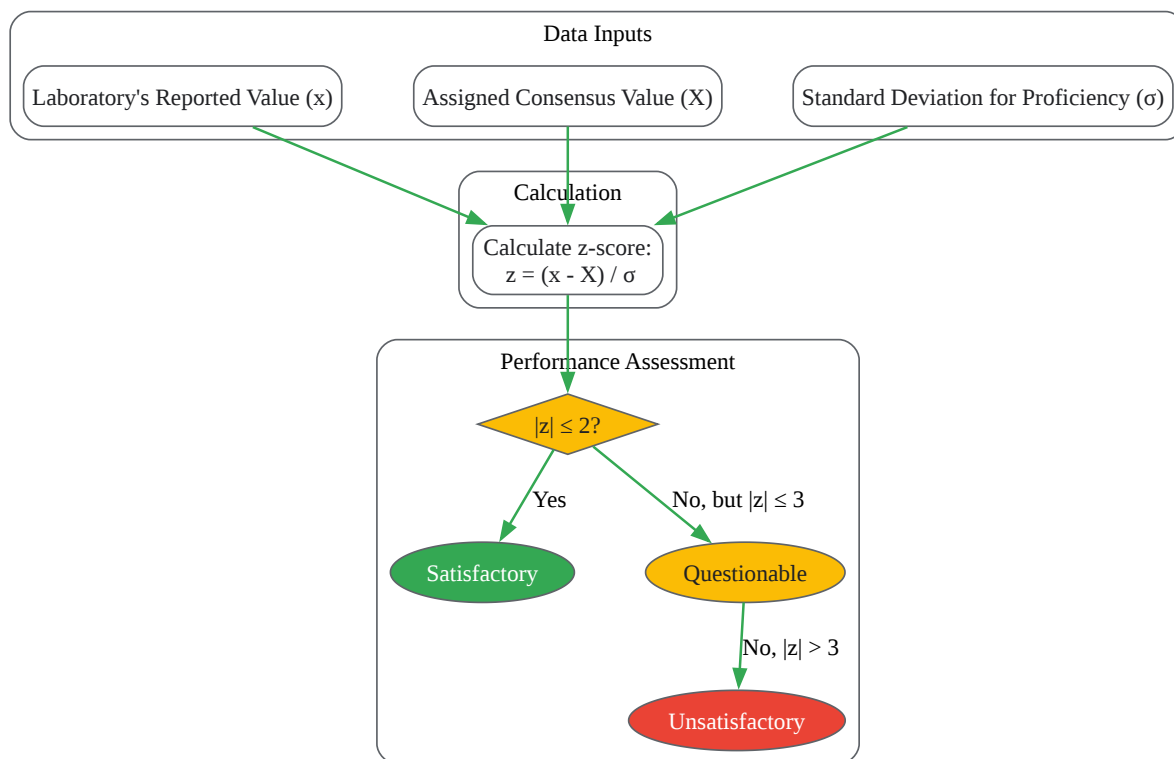 Data Inputs
Laboratory's Reported Value (x)
Assigned Consensus Value (X)
Standard Deviation for Proficiency (σ)
Calculation
Calculate z-score:
z = (x - X) / σ
Performance Assessment
|z| ≤ 2?
Yes
No, but |z| ≤ 3
Satisfactory
Questionable
No, |z| > 3
Unsatisfactory